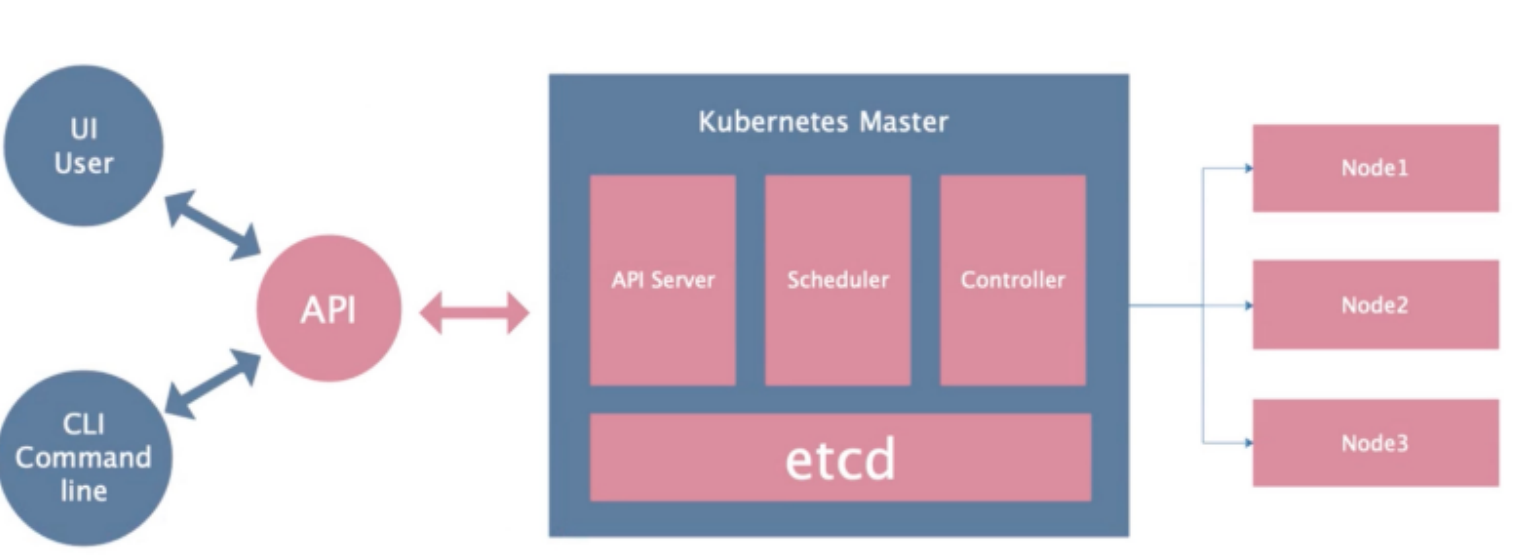 UI
User
CLI
Command
line
API
Kubernetes Master
API Server
Scheduler
Controller
etcd
Node1
Node2
Node3